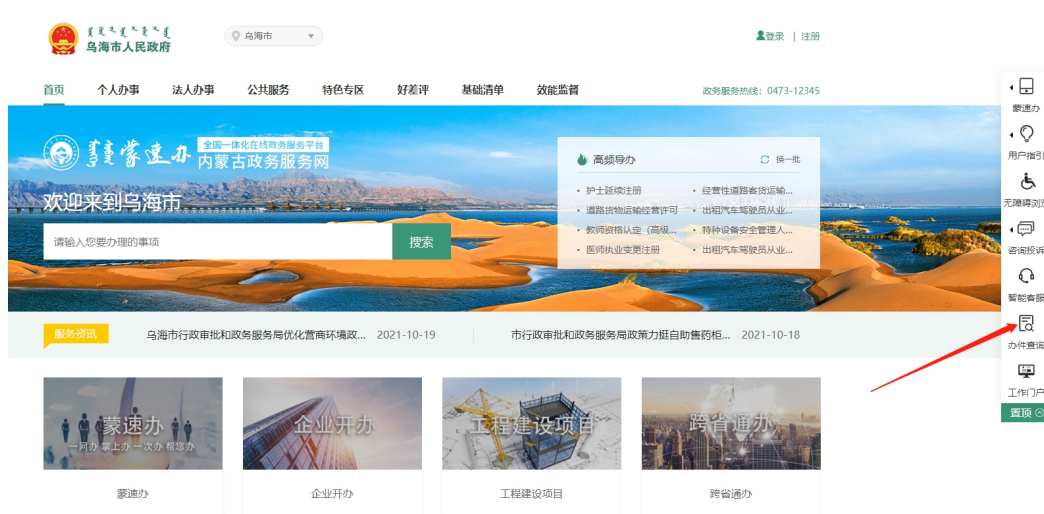 乌海市人民政府
乌海市
登录 | 注册
首页 个人办事 法人办事 公共服务 特色专区 好差评 基础清单 效能监督
政务服务热线：0473-12345
蒙速办
全国一体化在线政务服务平台
内蒙古政务服务网
欢迎来到乌海市
请输入您要办理的事项
搜索
高频导办 换一批
· 护士延续注册 · 经营性道路客货运输...
· 道路货物运输经营许可 · 出租汽车驾驶员从业...
· 教师资格认定（高级... · 特种设备安全管理人...
· 医师执业变更注册 · 出租汽车驾驶员从业...
服务资讯 乌海市行政审批和政务服务局优化营商环境政... 2021-10-19 市行政审批和政务服务局政策力挺自助售药柜... 2021-10-18
蒙速办
一网办 掌上办 一次办 帮您办
企业开办
工程建设项目
跨省通办
蒙速办
企业开办
工程建设项目
跨省通办
蒙速办
用户指引
无障碍浏览
咨询投诉
智能客服
办件查询
工作门户
置顶